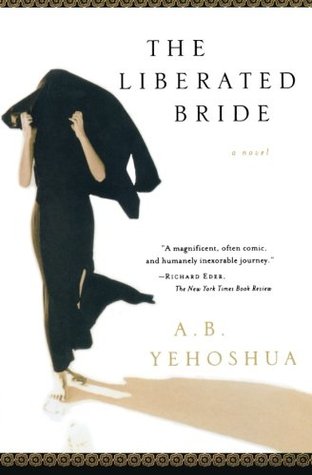 THE
LIBERATED
BRIDE
a novel
"A magnificent, often comic,
and humanely inexorable journey."
—Richard Eder,
The New York Times Book Review
A.B.
YEHOSHUA